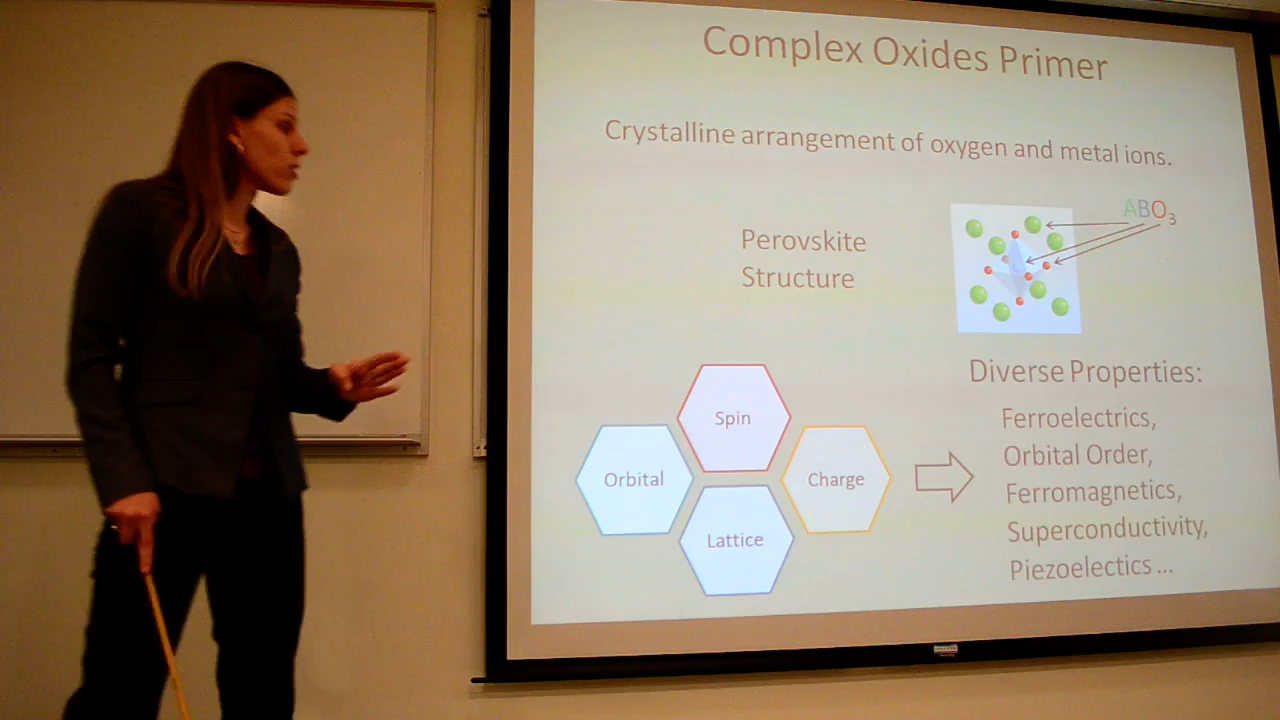 Complex Oxides Primer
Crystalline arrangement of oxygen and metal ions.
ABO3
Perovskite
Structure
Diverse Properties:
Spin
Orbital
Charge
Lattice
Ferroelectrics,
Orbital Order,
Ferromagnetics,
Superconductivity,
Piezoelectics ...